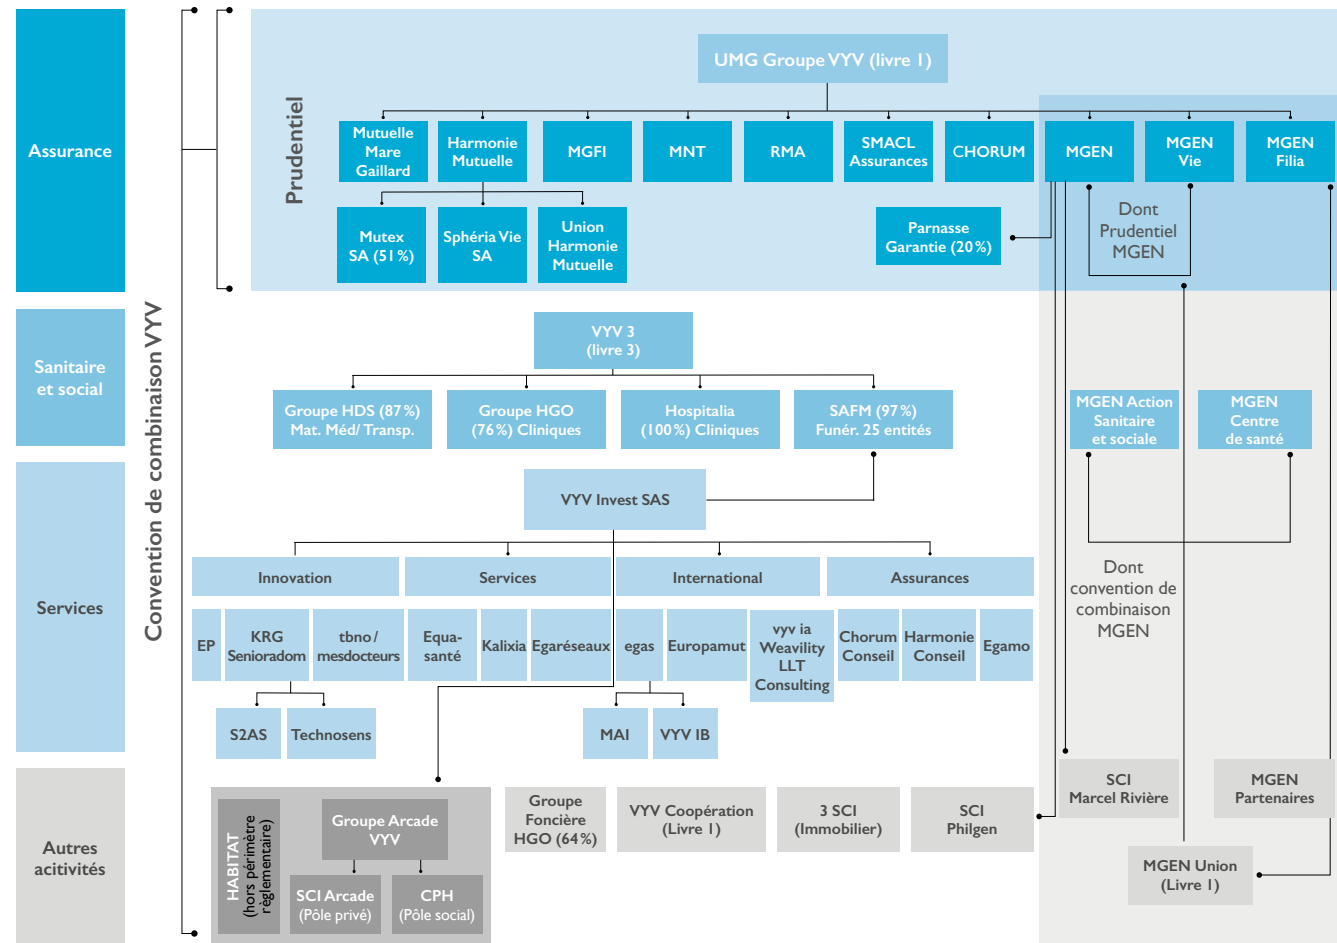 Assurance
Sanitaire
et social
Services
Autres
acitivités
Convention de combinaison VYV
Prudentiel
UMG Groupe VYV (livre 1)
Mutuelle
Mare
Gaillard
Harmonie
Mutuelle
MGFI
MNT
RMA
SMACL
Assurances
CHORUM
MGEN
MGEN
Vie
MGEN
Filia
Mutex
SA (51%)
Sphéria Vie
SA
Union
Harmonie
Mutuelle
Parnasse
Garantie (20%)
Dont
Prudentiel
MGEN
VYV 3
(livre 3)
Groupe HDS (87%)
Mat. Méd/ Transp.
Groupe HGO
(76%) Cliniques
Hospitalia
(100%) Cliniques
SAFM (97%)
Funér. 25 entités
MGEN Action
Sanitaire
et sociale
MGEN
Centre
de santé
VYV Invest SAS
Innovation
Services
International
Assurances
Dont
convention de
combinaison
MGEN
EP
KRG
Senioradom
tbno /
mesdocteurs
Equa-
santé
Kalixia
Egaréseaux
egas
Europamut
vyv ia
Weavility
LLT
Consulting
Chorum
Conseil
Harmonie
Conseil
Egamo
S2AS
Technosens
MAI
VYV IB
HABITAT
(hors périmètre
règlementaire)
Groupe Arcade
VYV
SCI Arcade
(Pôle privé)
CPH
(Pôle social)
Groupe
Foncière
HGO (64%)
VYV Coopération
(Livre 1)
3 SCI
(Immobilier)
SCI
Philgen
SCI
Marcel Rivière
MGEN
Partenaires
MGEN Union
(Livre 1)